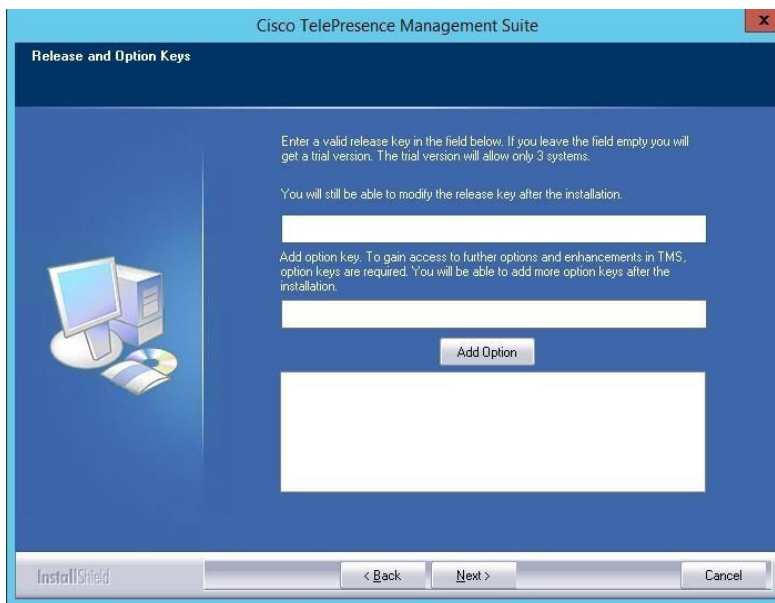 Cisco TelePresence Management Suite
x
Release and Option Keys
Enter a valid release key in the field below. If you leave the field empty you will
get a trial version. The trial version will allow only 3 systems.
You will still be able to modify the release key after the installation.
Add option key. To gain access to further options and enhancements in TMS,
option keys are required. You will be able to add more option keys after the
installation.
Add Option
InstallShield
< Back
Next >
Cancel